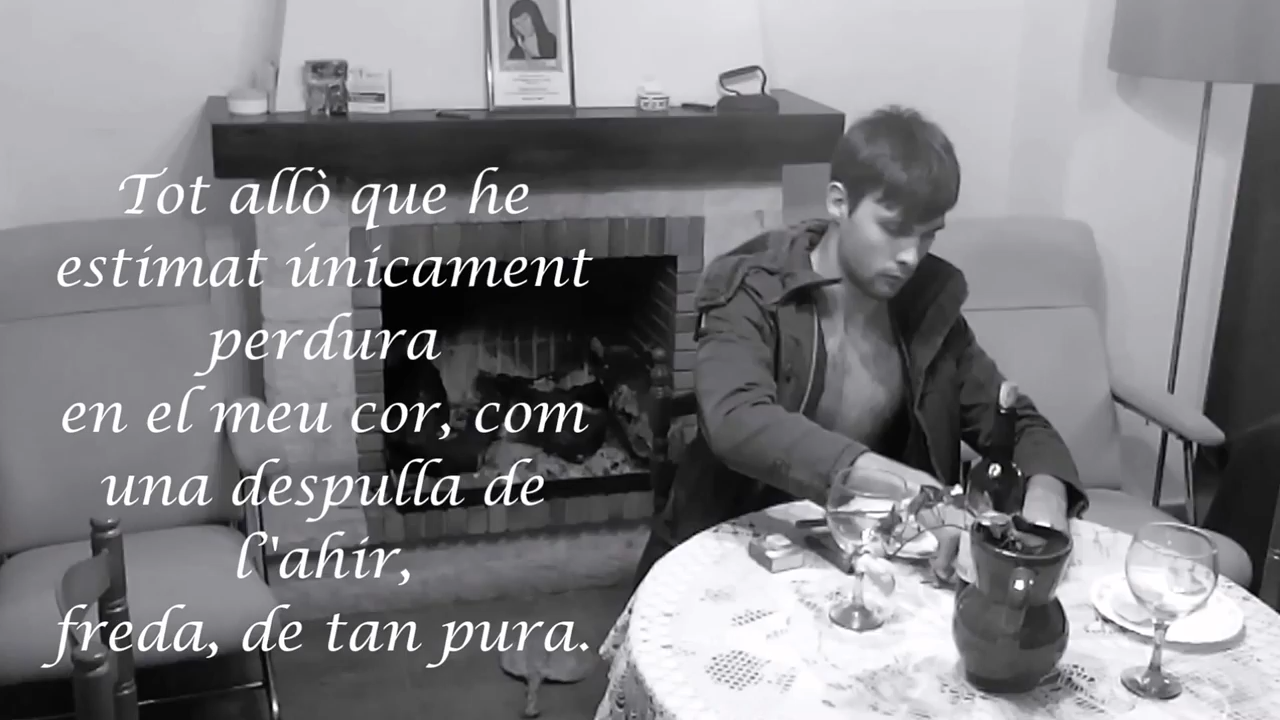 Tot allò que he
estimat únicament
perdura
en el meu cor, com
una despulla de
l'ahir,
freda, de tan pura.